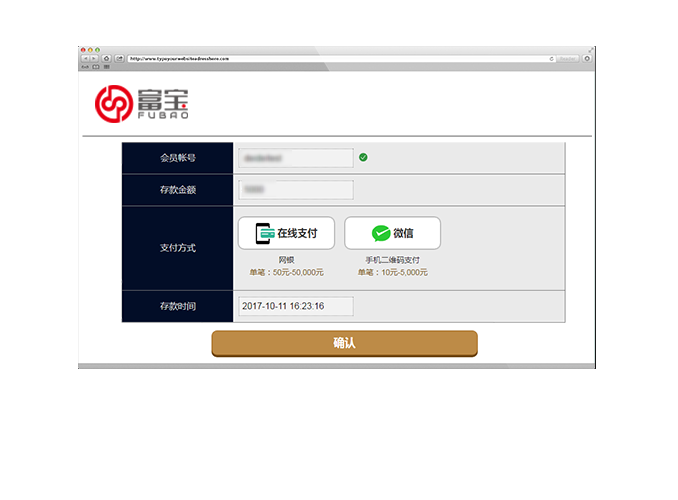 http://www.typeyourwebsiteadresshere.com
富宝
FUBAO
会员帐号
存款金额
支付方式
在线支付
微信
网银
手机二维码支付
单笔：50元-50,000元
单笔：10元-5,000元
存款时间
2017-10-11 16:23:16
确认